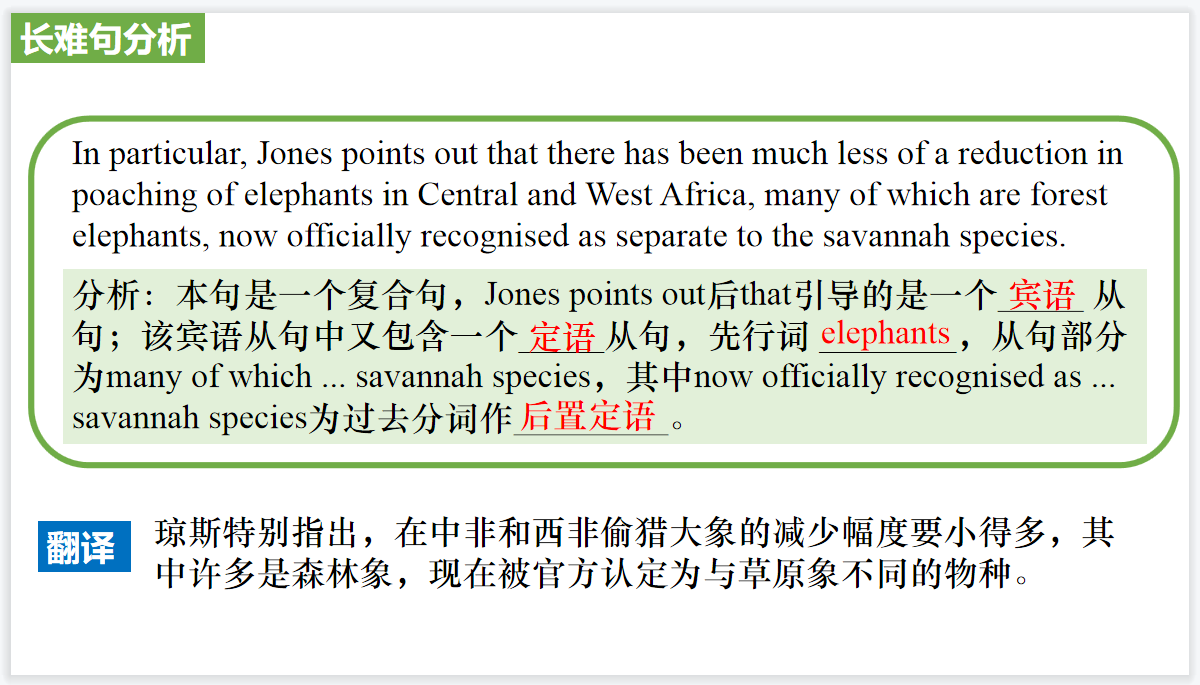 长难句分析
In particular, Jones points out that there has been much less of a reduction in
poaching of elephants in Central and West Africa, many of which are forest
elephants, now officially recognised as separate to the savannah species.
分析：本句是一个复合句，Jones points out后that引导的是一个 宾语 从
句；该宾语从句中又包含一个 定语 从句，先行词 elephants ，从句部分
为many of which ... savannah species，其中now officially recognised as ...
savannah species为过去分词作 后置定语 。
翻译
琼斯特别指出，在中非和西非偷猎大象的减少幅度要小得多，其
中许多是森林象，现在被官方认定为与草原象不同的物种。